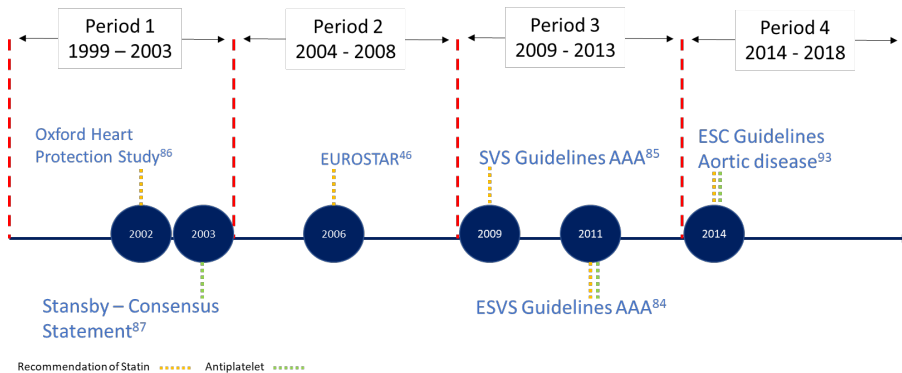 Period 1
1999 – 2003
Period 2
2004 - 2008
Period 3
2009 - 2013
Period 4
2014 - 2018
Oxford Heart
Protection Study86
EUROSTAR46
SVS Guidelines AAA85
ESC Guidelines
Aortic disease93
2002
2003
2006
2009
2011
2014
Stansby – Consensus
Statement87
ESVS Guidelines AAA84
Recommendation of Statin
Antiplatelet